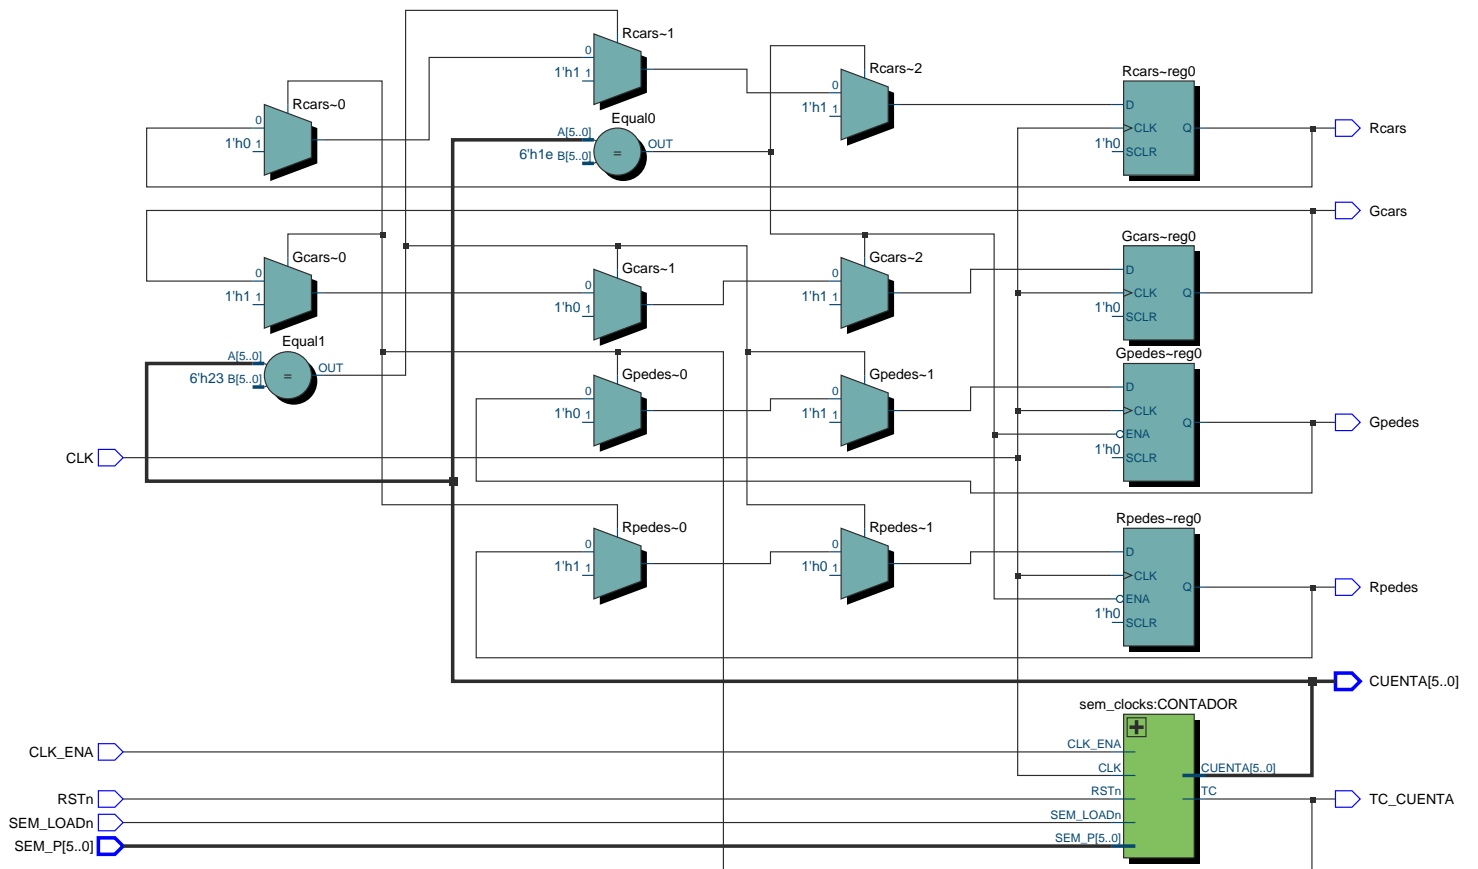 Rcars~1
0
1'h1 1
Rcars~2
0
1'h1 1
Rcars~reg0
D
CLK
Q
1'h0
SCLR
Rcars
Rcars~0
0
1'h0 1
Equal0
A[5..0]
=
OUT
6'h1e B[5..0]
Gcars
Gcars~0
0
1'h1 1
Gcars~1
0
1'h0 1
Gcars~2
0
1'h1 1
Gcars~reg0
D
CLK
Q
1'h0
SCLR
Equal1
A[5..0]
=
OUT
6'h23 B[5..0]
Gpedes~0
0
1'h0 1
Gpedes~1
0
1'h1 1
Gpedes~reg0
D
CLK
Q
ENA
1'h0
SCLR
Gpedes
CLK
Rpedes~0
0
1'h1 1
Rpedes~1
0
1'h0 1
Rpedes~reg0
D
CLK
Q
ENA
1'h0
SCLR
Rpedes
CUENTA[5..0]
sem_clocks:CONTADOR
CLK_ENA
CLK_ENA
CLK
CUENTA[5..0]
RSTn
RSTn
TC
TC_CUENTA
SEM_LOADn
SEM_LOADn
SEM_P[5..0]
SEM_P[5..0]